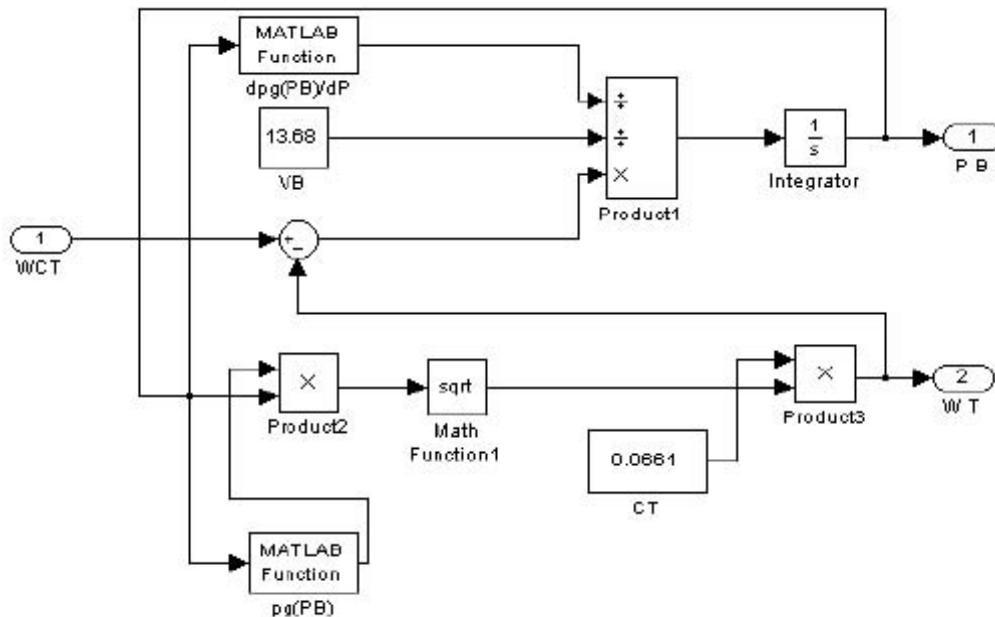 MATLAB
Function
dpg(PB)/dP
13.68
VB
÷
÷
×
Product1
1
s
Integrator
1
P B
1
WCT
+
−
×
Product2
sqrt
Math
Function1
×
Product3
2
W T
0.0661
CT
MATLAB
Function
pg(PB)